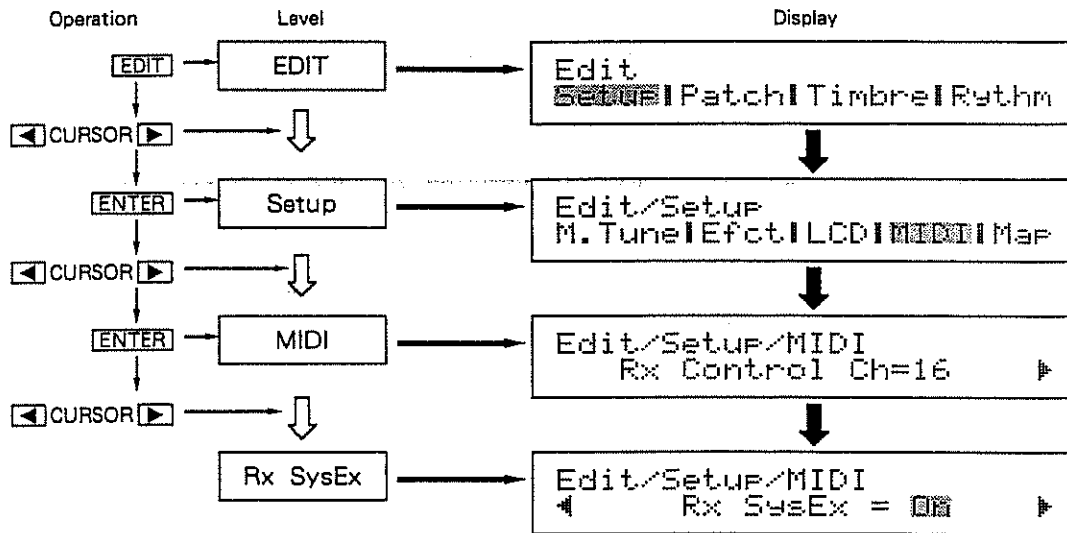 Operation Level Display
EDIT EDIT Edit
Setup Patch Timbre Rythm
◀ CURSOR ▶
ENTER Setup Edit/Setup
M.Tune Efct LCD MIDI Map
◀ CURSOR ▶
ENTER MIDI Edit/Setup/MIDI
Rx Control Ch=16 ▶
◀ CURSOR ▶
Rx SysEx Edit/Setup/MIDI
◀ Rx SysEx = On ▶